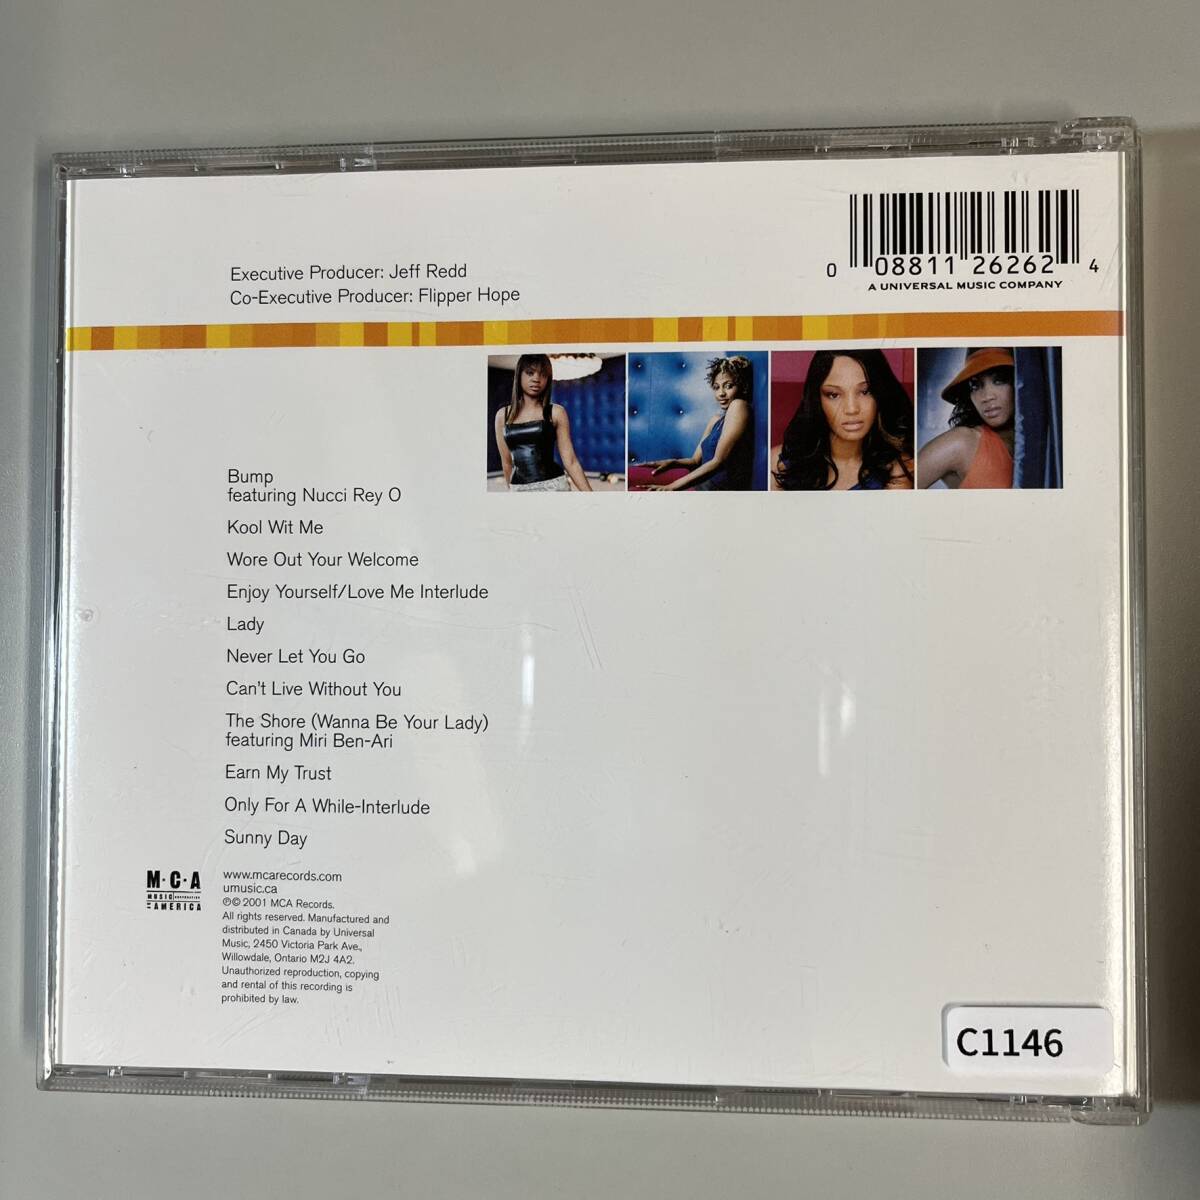 Executive Producer: Jeff Redd
Co-Executive Producer: Flipper Hope
0 08811 26262 4
A UNIVERSAL MUSIC COMPANY
Bump
featuring Nucci Rey O
Kool Wit Me
Wore Out Your Welcome
Enjoy Yourself/Love Me Interlude
Lady
Never Let You Go
Can't Live Without You
The Shore (Wanna Be Your Lady)
featuring Miri Ben-Ari
Earn My Trust
Only For A While-Interlude
Sunny Day
M·C·A
MUSIC
AMERICA
www.mcarecords.com
umusic.ca
℗© 2001 MCA Records.
All rights reserved. Manufactured and
distributed in Canada by Universal
Music, 2450 Victoria Park Ave.,
Willowdale, Ontario M2J 4A2.
Unauthorized reproduction, copying
and rental of this recording is
prohibited by law.
C1146